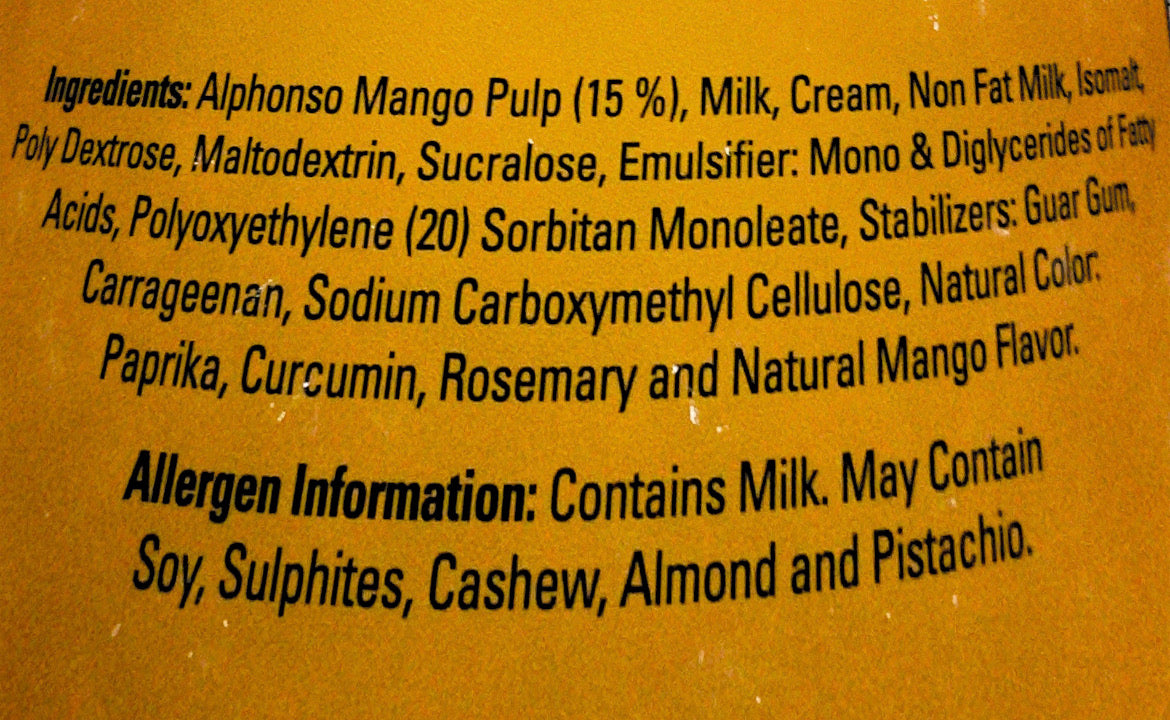 Ingredients: Alphonso Mango Pulp (15 %), Milk, Cream, Non Fat Milk, Isomalt,
Poly Dextrose, Maltodextrin, Sucralose, Emulsifier: Mono & Diglycerides of Fatty
Acids, Polyoxyethylene (20) Sorbitan Monoleate, Stabilizers: Guar Gum,
Carrageenan, Sodium Carboxymethyl Cellulose, Natural Color:
Paprika, Curcumin, Rosemary and Natural Mango Flavor.
Allergen Information: Contains Milk. May Contain
Soy, Sulphites, Cashew, Almond and Pistachio.